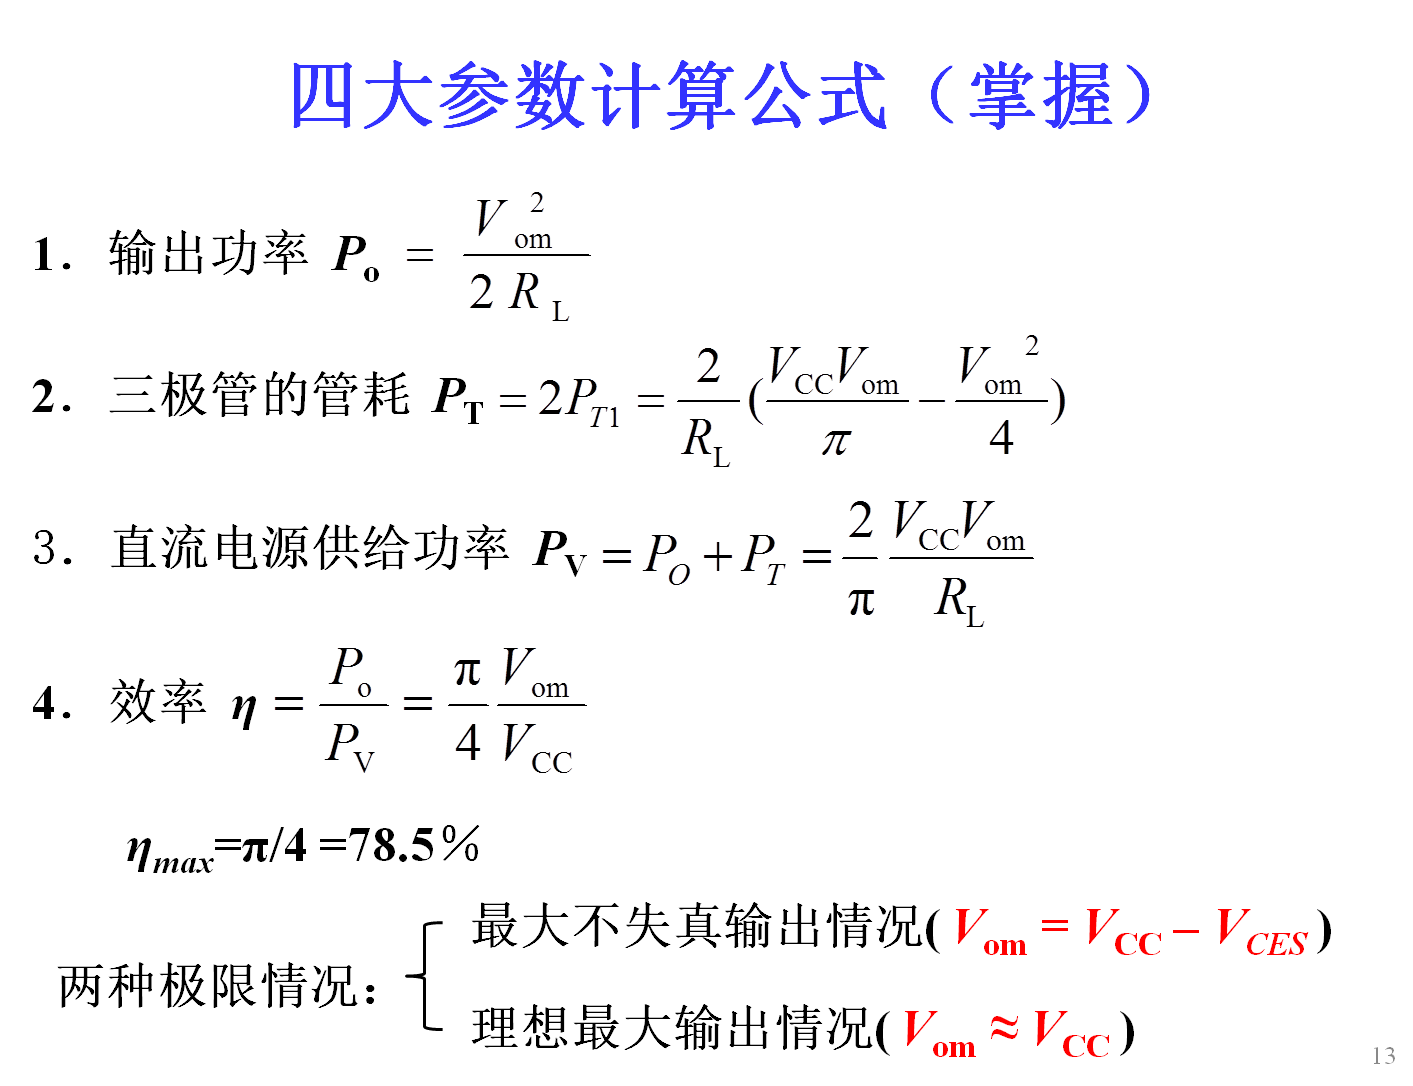 四大参数计算公式（掌握）
1．输出功率 Po = Vom² / 2RL
2．三极管的管耗 PT = 2PT1 = 2/RL (VCCVom/π − Vom²/4)
3．直流电源供给功率 PV = PO + PT = 2/π VCCVom/RL
4．效率 η = Po/PV = π/4 Vom/VCC
ηmax=π/4 =78.5％
两种极限情况：
最大不失真输出情况( Vom = VCC – VCES )
理想最大输出情况( Vom ≈ VCC )
13